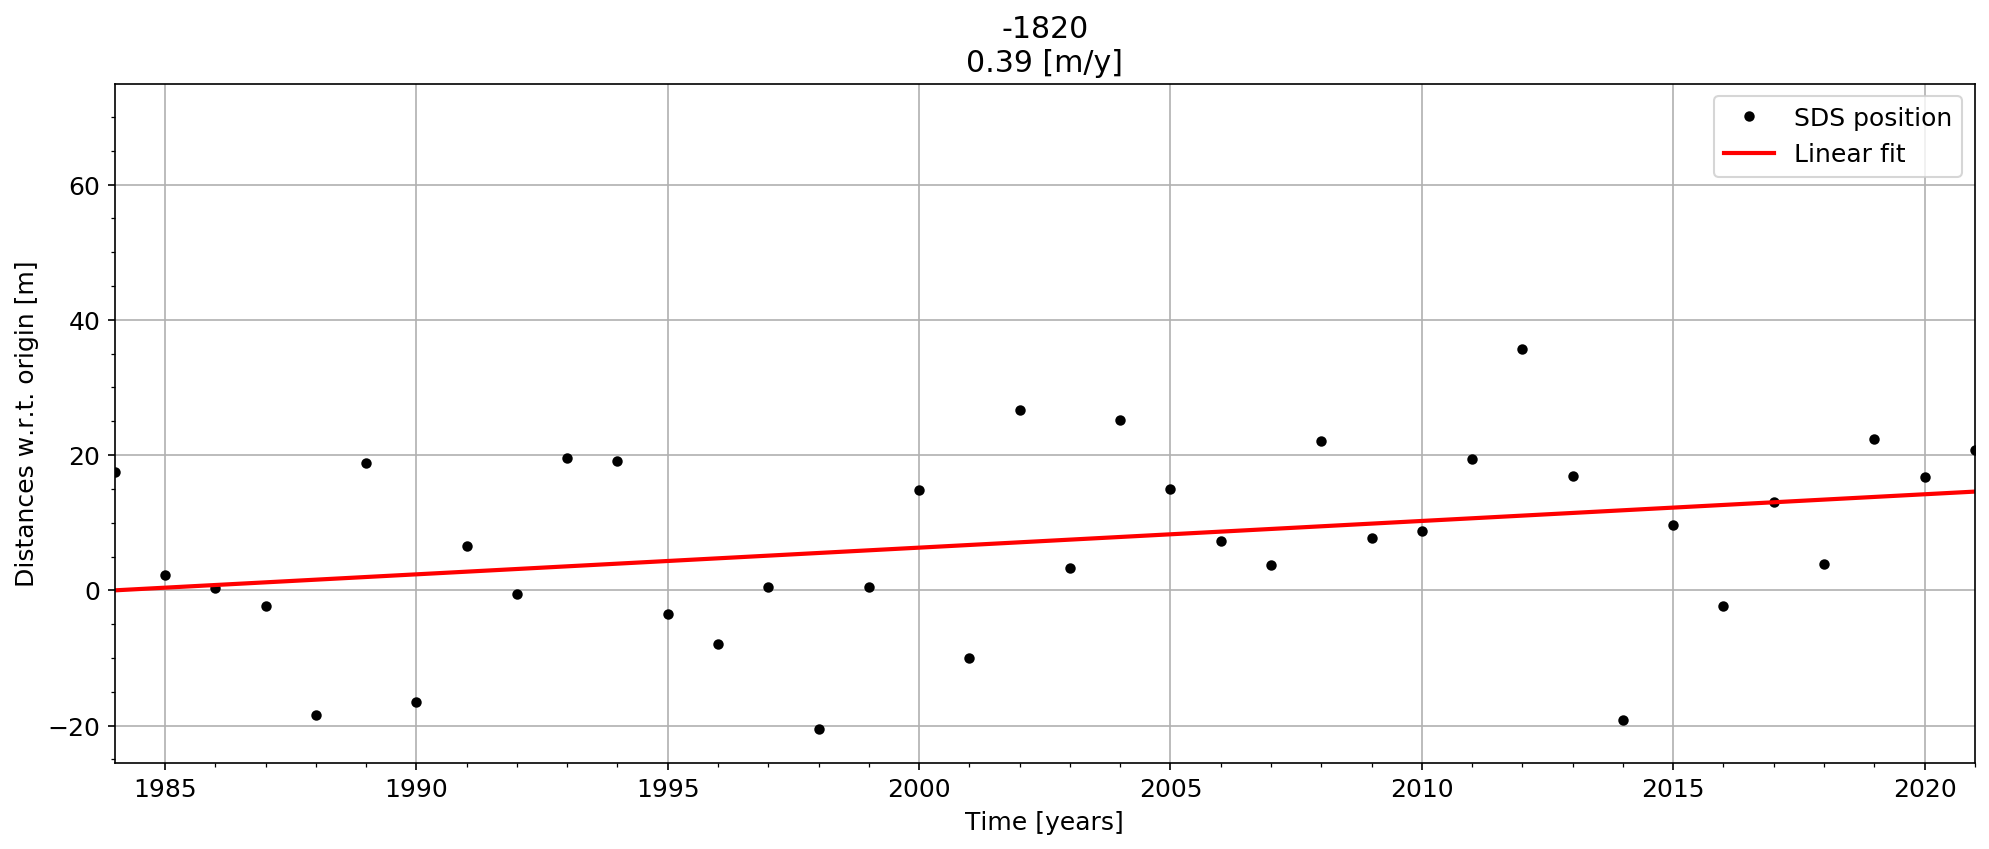 -1820
0.39 [m/y]
SDS position
Linear fit
Distances w.r.t. origin [m]
60
40
20
0
−20
1985 1990 1995 2000 2005 2010 2015 2020
Time [years]